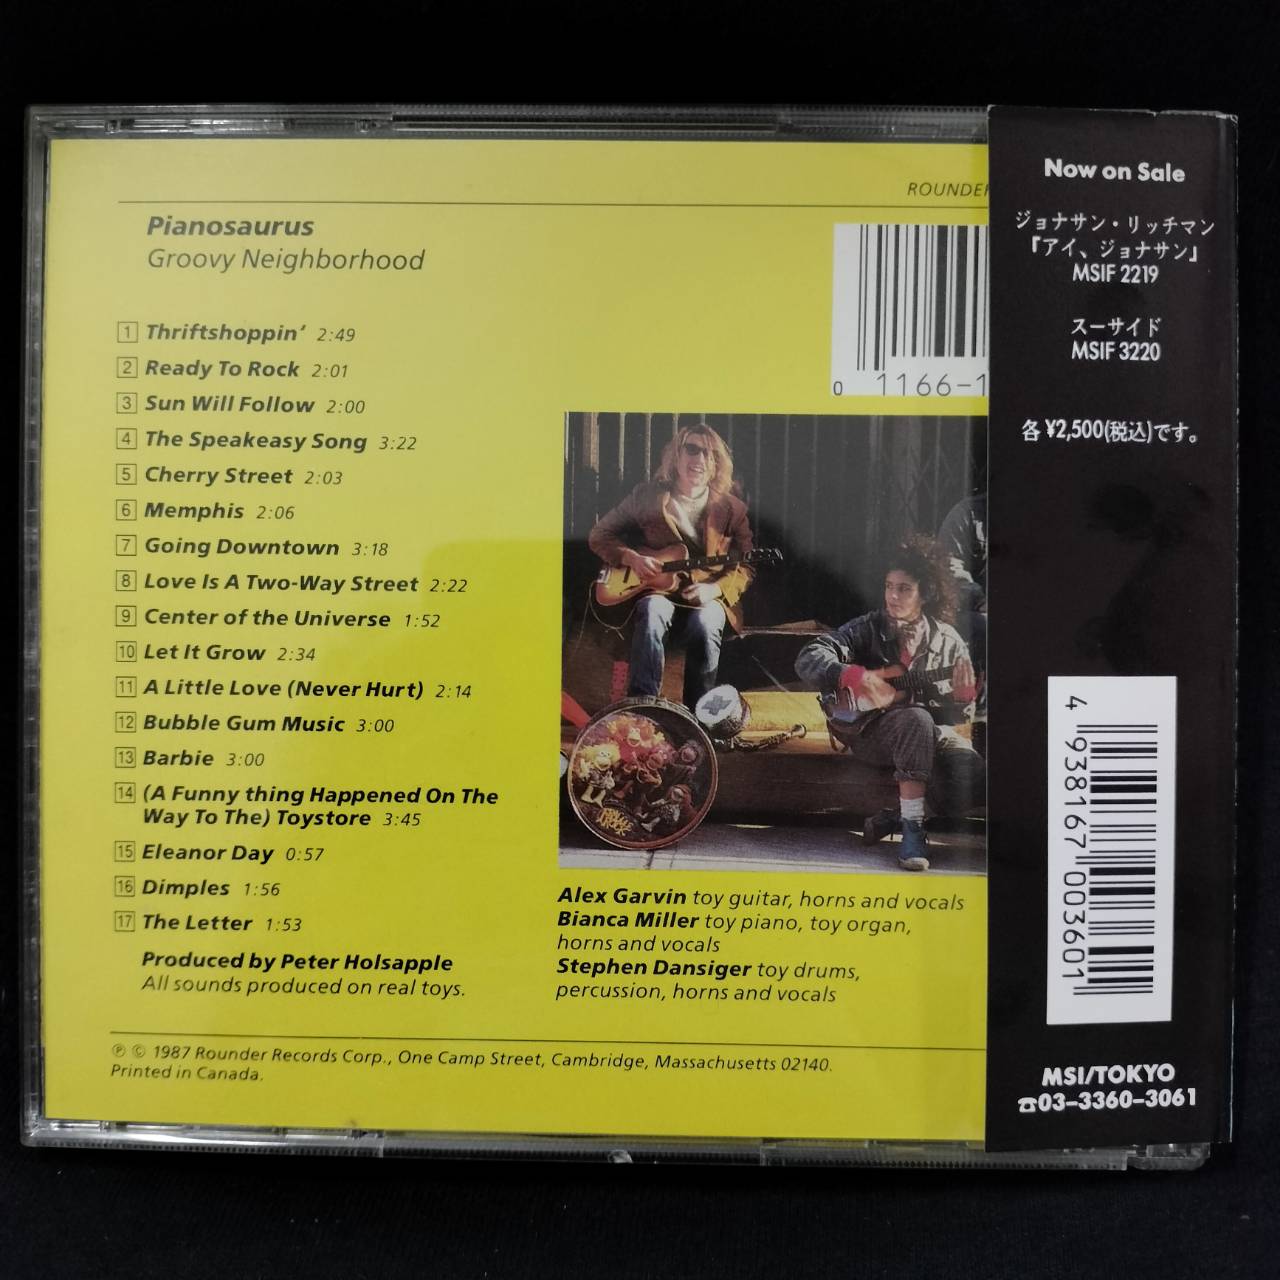 ROUNDER
Pianosaurus
Groovy Neighborhood
1 Thriftshoppin' 2:49
2 Ready To Rock 2:01
3 Sun Will Follow 2:00
4 The Speakeasy Song 3:22
5 Cherry Street 2:03
6 Memphis 2:06
7 Going Downtown 3:18
8 Love Is A Two-Way Street 2:22
9 Center of the Universe 1:52
10 Let It Grow 2:34
11 A Little Love (Never Hurt) 2:14
12 Bubble Gum Music 3:00
13 Barbie 3:00
14 (A Funny thing Happened On The
Way To The) Toystore 3:45
15 Eleanor Day 0:57
16 Dimples 1:56
17 The Letter 1:53
Produced by Peter Holsapple
All sounds produced on real toys.
0 1166-1
FRAGGLE
ROCK
Alex Garvin toy guitar, horns and vocals
Bianca Miller toy piano, toy organ,
horns and vocals
Stephen Dansiger toy drums,
percussion, horns and vocals
℗ © 1987 Rounder Records Corp., One Camp Street, Cambridge, Massachusetts 02140.
Printed in Canada.
Now on Sale
ジョナサン・リッチマン
『アイ、ジョナサン』
MSIF 2219
スーサイド
MSIF 3220
各¥2,500(税込)です。
4 938167 003601
MSI/TOKYO
☎03-3360-3061